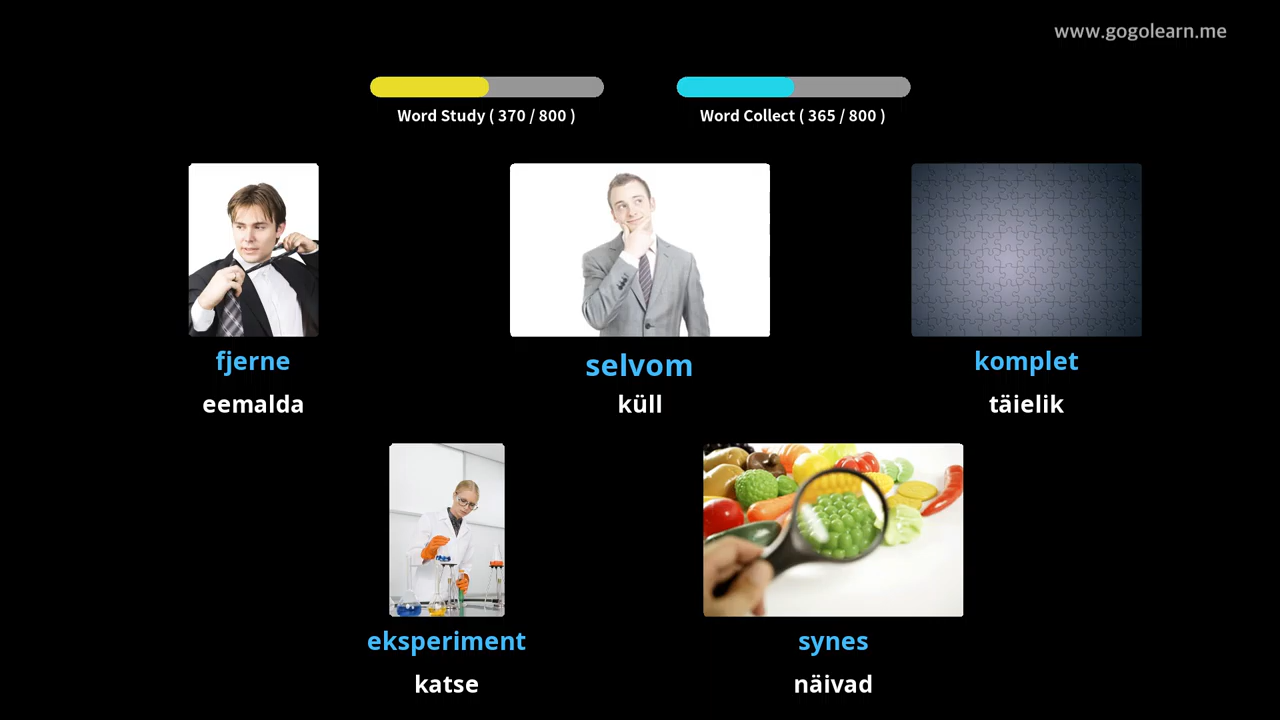 www.gogolearn.me
Word Study ( 370 / 800 )
Word Collect ( 365 / 800 )
fjerne
eemalda
selvom
küll
komplet
täielik
eksperiment
katse
synes
näivad